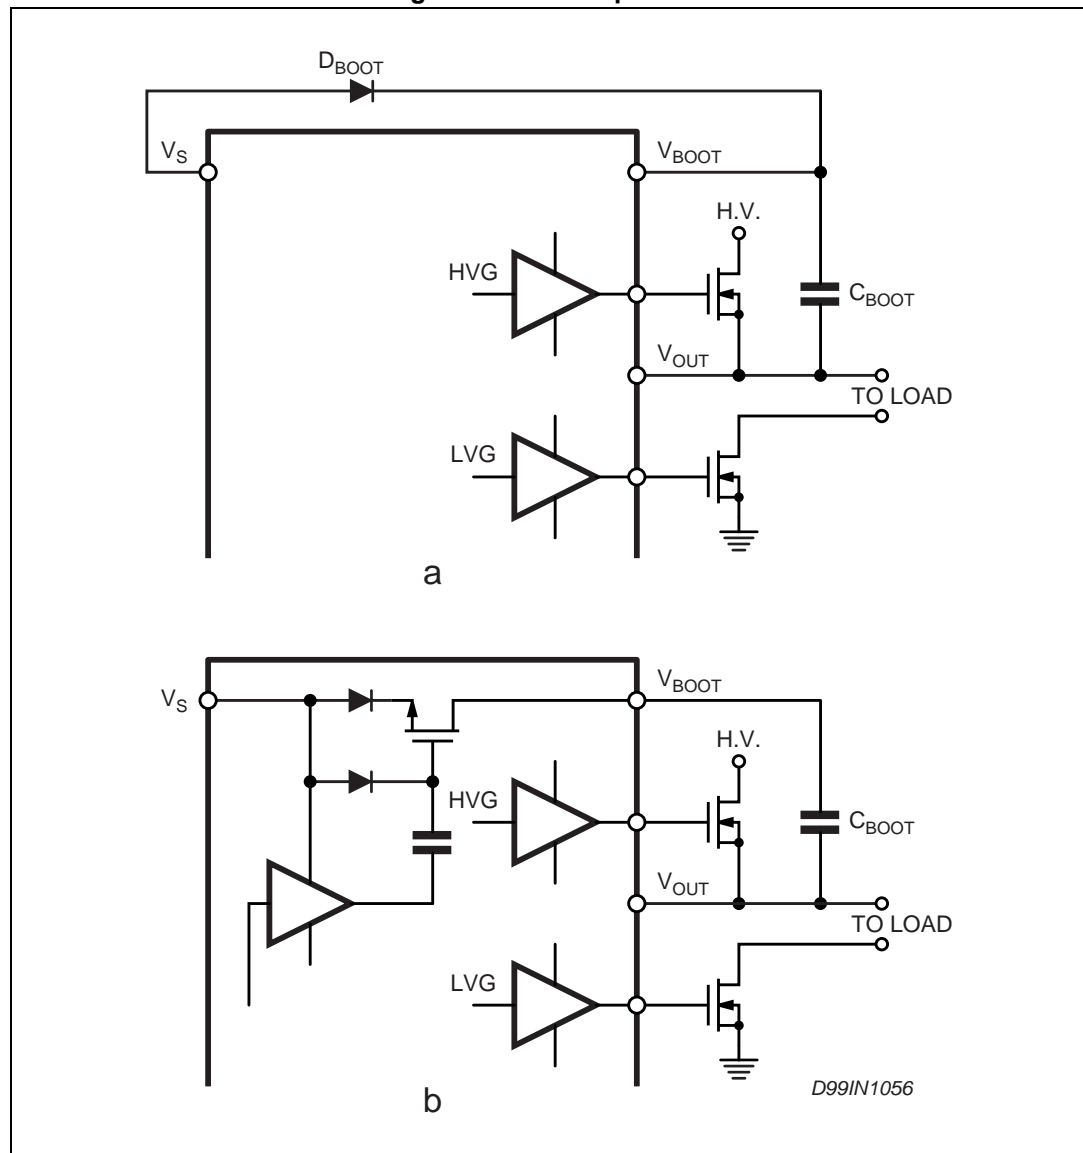 D_BOOT
V_S
V_BOOT
H.V.
HVG
C_BOOT
V_OUT
TO LOAD
LVG
a
V_S
V_BOOT
H.V.
HVG
C_BOOT
V_OUT
TO LOAD
LVG
D99IN1056
b